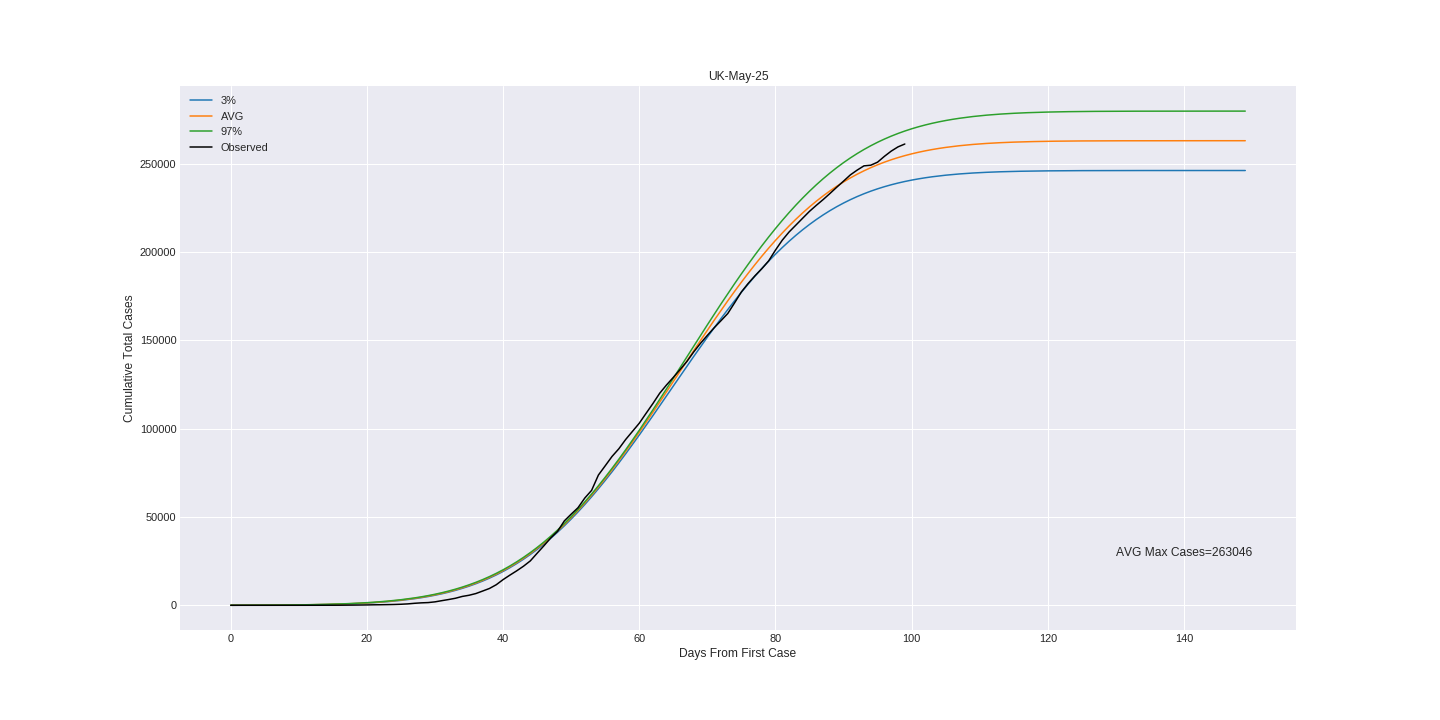 UK-May-25
3%
AVG
97%
Observed
250000
200000
150000
100000
50000
0
Cumulative Total Cases
AVG Max Cases=263046
0 20 40 60 80 100 120 140
Days From First Case